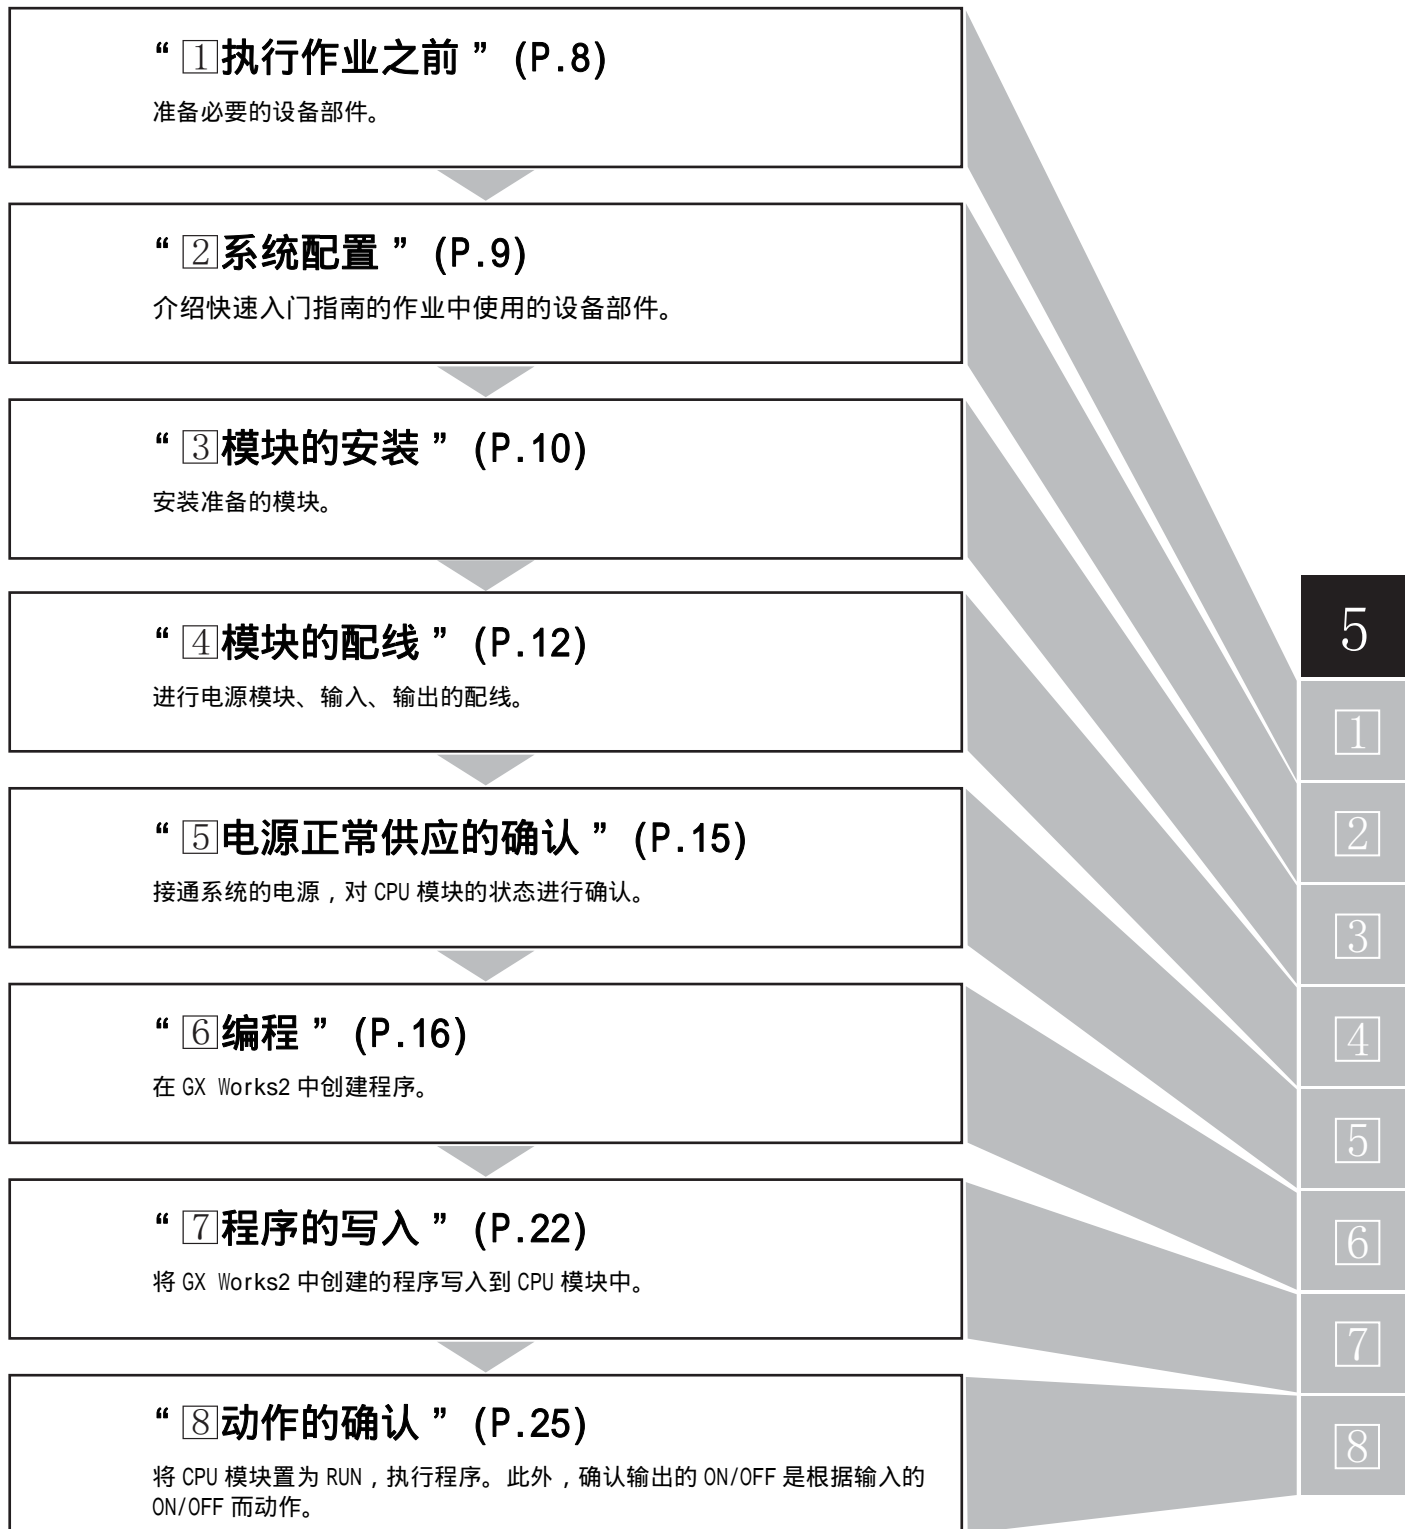 “ 1执行作业之前 ” (P.8)
准备必要的设备部件。
“ 2系统配置 ” (P.9)
介绍快速入门指南的作业中使用的设备部件。
“ 3模块的安装 ” (P.10)
安装准备的模块。
“ 4模块的配线 ” (P.12)
进行电源模块、输入、输出的配线。
“ 5电源正常供应的确认 ” (P.15)
接通系统的电源，对 CPU 模块的状态进行确认。
“ 6编程 ” (P.16)
在 GX Works2 中创建程序。
“ 7程序的写入 ” (P.22)
将 GX Works2 中创建的程序写入到 CPU 模块中。
“ 8动作的确认 ” (P.25)
将 CPU 模块置为 RUN，执行程序。此外，确认输出的 ON/OFF 是根据输入的
ON/OFF 而动作。
5
1
2
3
4
5
6
7
8